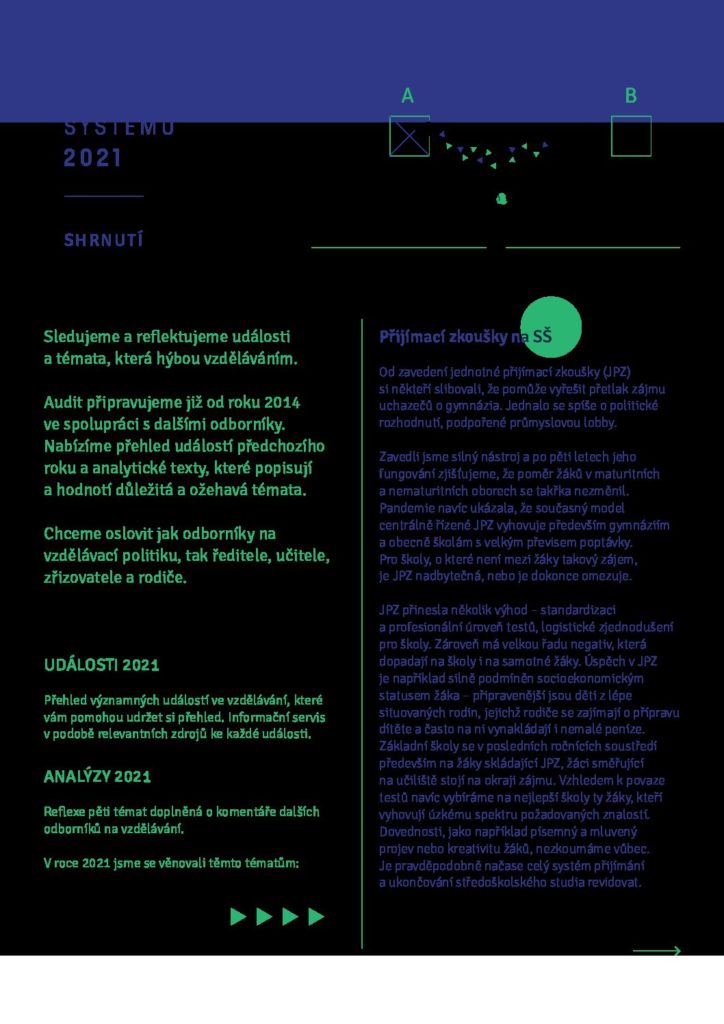 SYSTÉMU
2021
SHRNUTÍ
A
B
Sledujeme a reflektujeme události
a témata, která hýbou vzděláváním.
Audit připravujeme již od roku 2014
ve spolupráci s dalšími odborníky.
Nabízíme přehled událostí předchozího
roku a analytické texty, které popisují
a hodnotí důležitá a ožehavá témata.
Chceme oslovit jak odborníky na
vzdělávací politiku, tak ředitele, učitele,
zřizovatele a rodiče.
UDÁLOSTI 2021
Přehled významných událostí ve vzdělávání, které
vám pomohou udržet si přehled. Informační servis
v podobě relevantních zdrojů ke každé události.
ANALÝZY 2021
Reflexe pěti témat doplněná o komentáře dalších
odborníků na vzdělávání.
V roce 2021 jsme se věnovali těmto tématům:
Přijímací zkoušky na SŠ
Od zavedení jednotné přijímací zkoušky (JPZ)
si někteří slibovali, že pomůže vyřešit přetlak zájmu
uchazečů o gymnázia. Jednalo se spíše o politické
rozhodnutí, podpořené průmyslovou lobby.
Zavedli jsme silný nástroj a po pěti letech jeho
fungování zjišťujeme, že poměr žáků v maturitních
a nematuritních oborech se takřka nezměnil.
Pandemie navíc ukázala, že současný model
centrálně řízené JPZ vyhovuje především gymnáziím
a obecně školám s velkým převisem poptávky.
Pro školy, o které není mezi žáky takový zájem,
je JPZ nadbytečná, nebo je dokonce omezuje.
JPZ přinesla několik výhod – standardizaci
a profesionální úroveň testů, logistické zjednodušení
pro školy. Zároveň má velkou řadu negativ, která
dopadají na školy i na samotné žáky. Úspěch v JPZ
je například silně podmíněn socioekonomickým
statusem žáka – připravenější jsou děti z lépe
situovaných rodin, jejichž rodiče se zajímají o přípravu
dítěte a často na ni vynakládají i nemalé peníze.
Základní školy se v posledních ročnících soustředí
především na žáky skládající JPZ, žáci směřující
na učiliště stojí na okraji zájmu. Vzhledem k povaze
testů navíc vybíráme na nejlepší školy ty žáky, kteří
vyhovují úzkému spektru požadovaných znalostí.
Dovednosti, jako například písemný a mluvený
projev nebo kreativitu žáků, nezkoumáme vůbec.
Je pravděpodobně načase celý systém přijímání
a ukončování středoškolského studia revidovat.